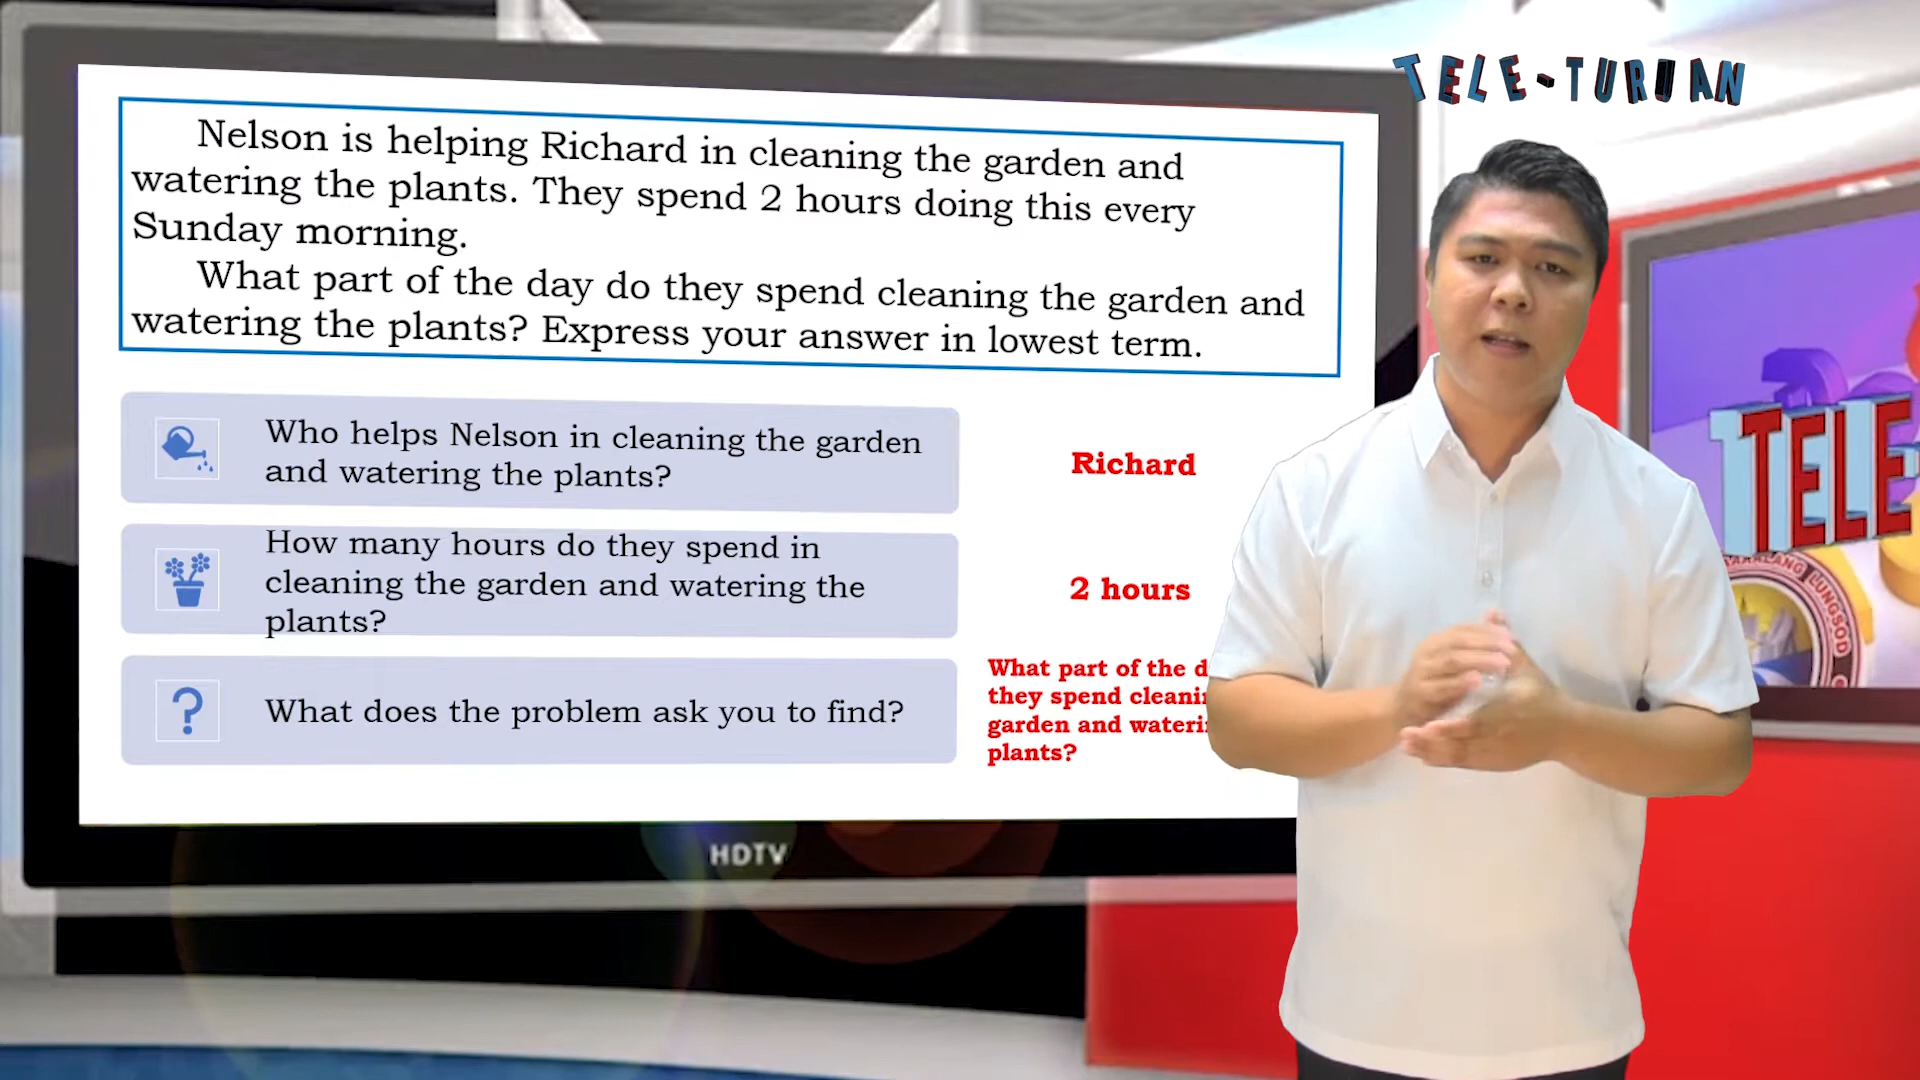 TELE-TURUAN
Nelson is helping Richard in cleaning the garden and
watering the plants. They spend 2 hours doing this every
Sunday morning.
What part of the day do they spend cleaning the garden and
watering the plants? Express your answer in lowest term.
Who helps Nelson in cleaning the garden
and watering the plants?
Richard
How many hours do they spend in
cleaning the garden and watering the
plants?
2 hours
What does the problem ask you to find?
What part of the d
they spend cleani
garden and wateri
plants?
HDTV
TELE
LUNGSOD